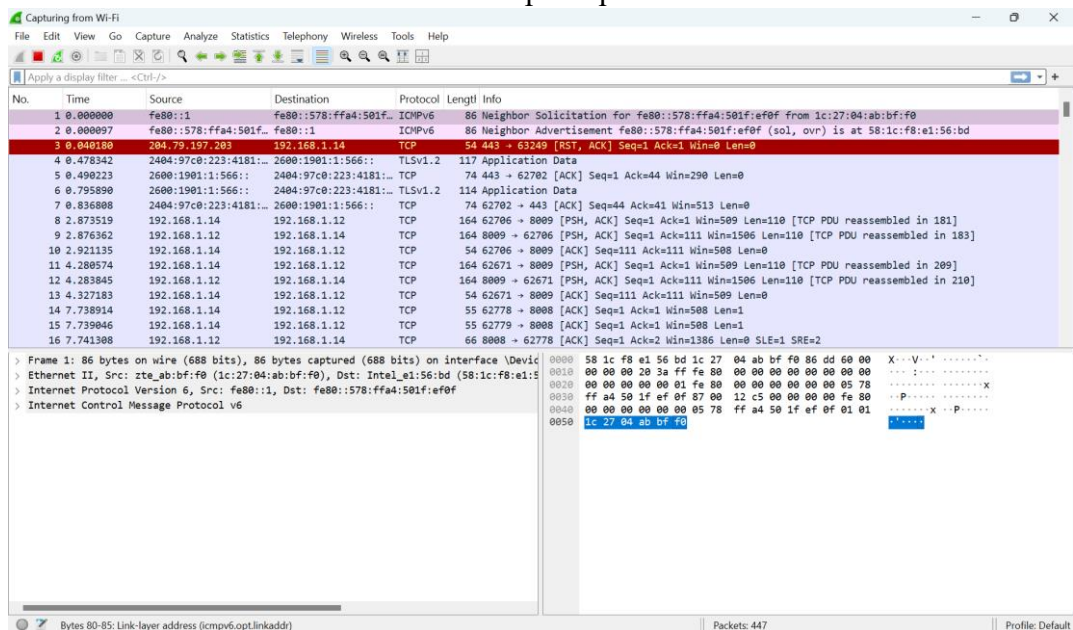 Capturing from Wi-Fi
File Edit View Go Capture Analyze Statistics Telephony Wireless Tools Help
Apply a display filter ... <Ctrl-/>
No. Time Source Destination Protocol Lengtl Info
1 0.000000 fe80::1 fe80::578:ffa4:501f… ICMPv6 86 Neighbor Solicitation for fe80::578:ffa4:501f:ef0f from 1c:27:04:ab:bf:f0
2 0.000097 fe80::578:ffa4:501f… fe80::1 ICMPv6 86 Neighbor Advertisement fe80::578:ffa4:501f:ef0f (sol, ovr) is at 58:1c:f8:e1:56:bd
3 0.040180 204.79.197.203 192.168.1.14 TCP 54 443 → 63249 [RST, ACK] Seq=1 Ack=1 Win=0 Len=0
4 0.478342 2404:97c0:223:4181:… 2600:1901:1:566:: TLSv1.2 117 Application Data
5 0.490223 2600:1901:1:566:: 2404:97c0:223:4181:… TCP 74 443 → 62702 [ACK] Seq=1 Ack=44 Win=290 Len=0
6 0.795890 2600:1901:1:566:: 2404:97c0:223:4181:… TLSv1.2 114 Application Data
7 0.836808 2404:97c0:223:4181:… 2600:1901:1:566:: TCP 74 62702 → 443 [ACK] Seq=44 Ack=41 Win=513 Len=0
8 2.873519 192.168.1.14 192.168.1.12 TCP 164 62706 → 8009 [PSH, ACK] Seq=1 Ack=1 Win=509 Len=110 [TCP PDU reassembled in 181]
9 2.876362 192.168.1.12 192.168.1.14 TCP 164 8009 → 62706 [PSH, ACK] Seq=1 Ack=111 Win=1506 Len=110 [TCP PDU reassembled in 183]
10 2.921135 192.168.1.14 192.168.1.12 TCP 54 62706 → 8009 [ACK] Seq=111 Ack=111 Win=508 Len=0
11 4.280574 192.168.1.14 192.168.1.12 TCP 164 62671 → 8009 [PSH, ACK] Seq=1 Ack=1 Win=509 Len=110 [TCP PDU reassembled in 209]
12 4.283845 192.168.1.12 192.168.1.14 TCP 164 8009 → 62671 [PSH, ACK] Seq=1 Ack=111 Win=1506 Len=110 [TCP PDU reassembled in 210]
13 4.327183 192.168.1.14 192.168.1.12 TCP 54 62671 → 8009 [ACK] Seq=111 Ack=111 Win=509 Len=0
14 7.738914 192.168.1.14 192.168.1.12 TCP 55 62778 → 8008 [ACK] Seq=1 Ack=1 Win=508 Len=1
15 7.739046 192.168.1.14 192.168.1.12 TCP 55 62779 → 8008 [ACK] Seq=1 Ack=1 Win=508 Len=1
16 7.741308 192.168.1.12 192.168.1.14 TCP 66 8008 → 62778 [ACK] Seq=1 Ack=2 Win=1386 Len=0 SLE=1 SRE=2
> Frame 1: 86 bytes on wire (688 bits), 86 bytes captured (688 bits) on interface \Devic
> Ethernet II, Src: zte_ab:bf:f0 (1c:27:04:ab:bf:f0), Dst: Intel_e1:56:bd (58:1c:f8:e1:5
> Internet Protocol Version 6, Src: fe80::1, Dst: fe80::578:ffa4:501f:ef0f
> Internet Control Message Protocol v6
0000 58 1c f8 e1 56 bd 1c 27 04 ab bf f0 86 dd 60 00 X···V··' ······`·
0010 00 00 00 20 3a ff fe 80 00 00 00 00 00 00 00 00 ··· :··· ········
0020 00 00 00 00 00 01 fe 80 00 00 00 00 00 00 05 78 ········ ·······x
0030 ff a4 50 1f ef 0f 87 00 12 c5 00 00 00 00 fe 80 ··P····· ········
0040 00 00 00 00 00 00 05 78 ff a4 50 1f ef 0f 01 01 ·······x ··P·····
0050 1c 27 04 ab bf f0 ·'····
Bytes 80-85: Link-layer address (icmpv6.opt.linkaddr)
Packets: 447
Profile: Default